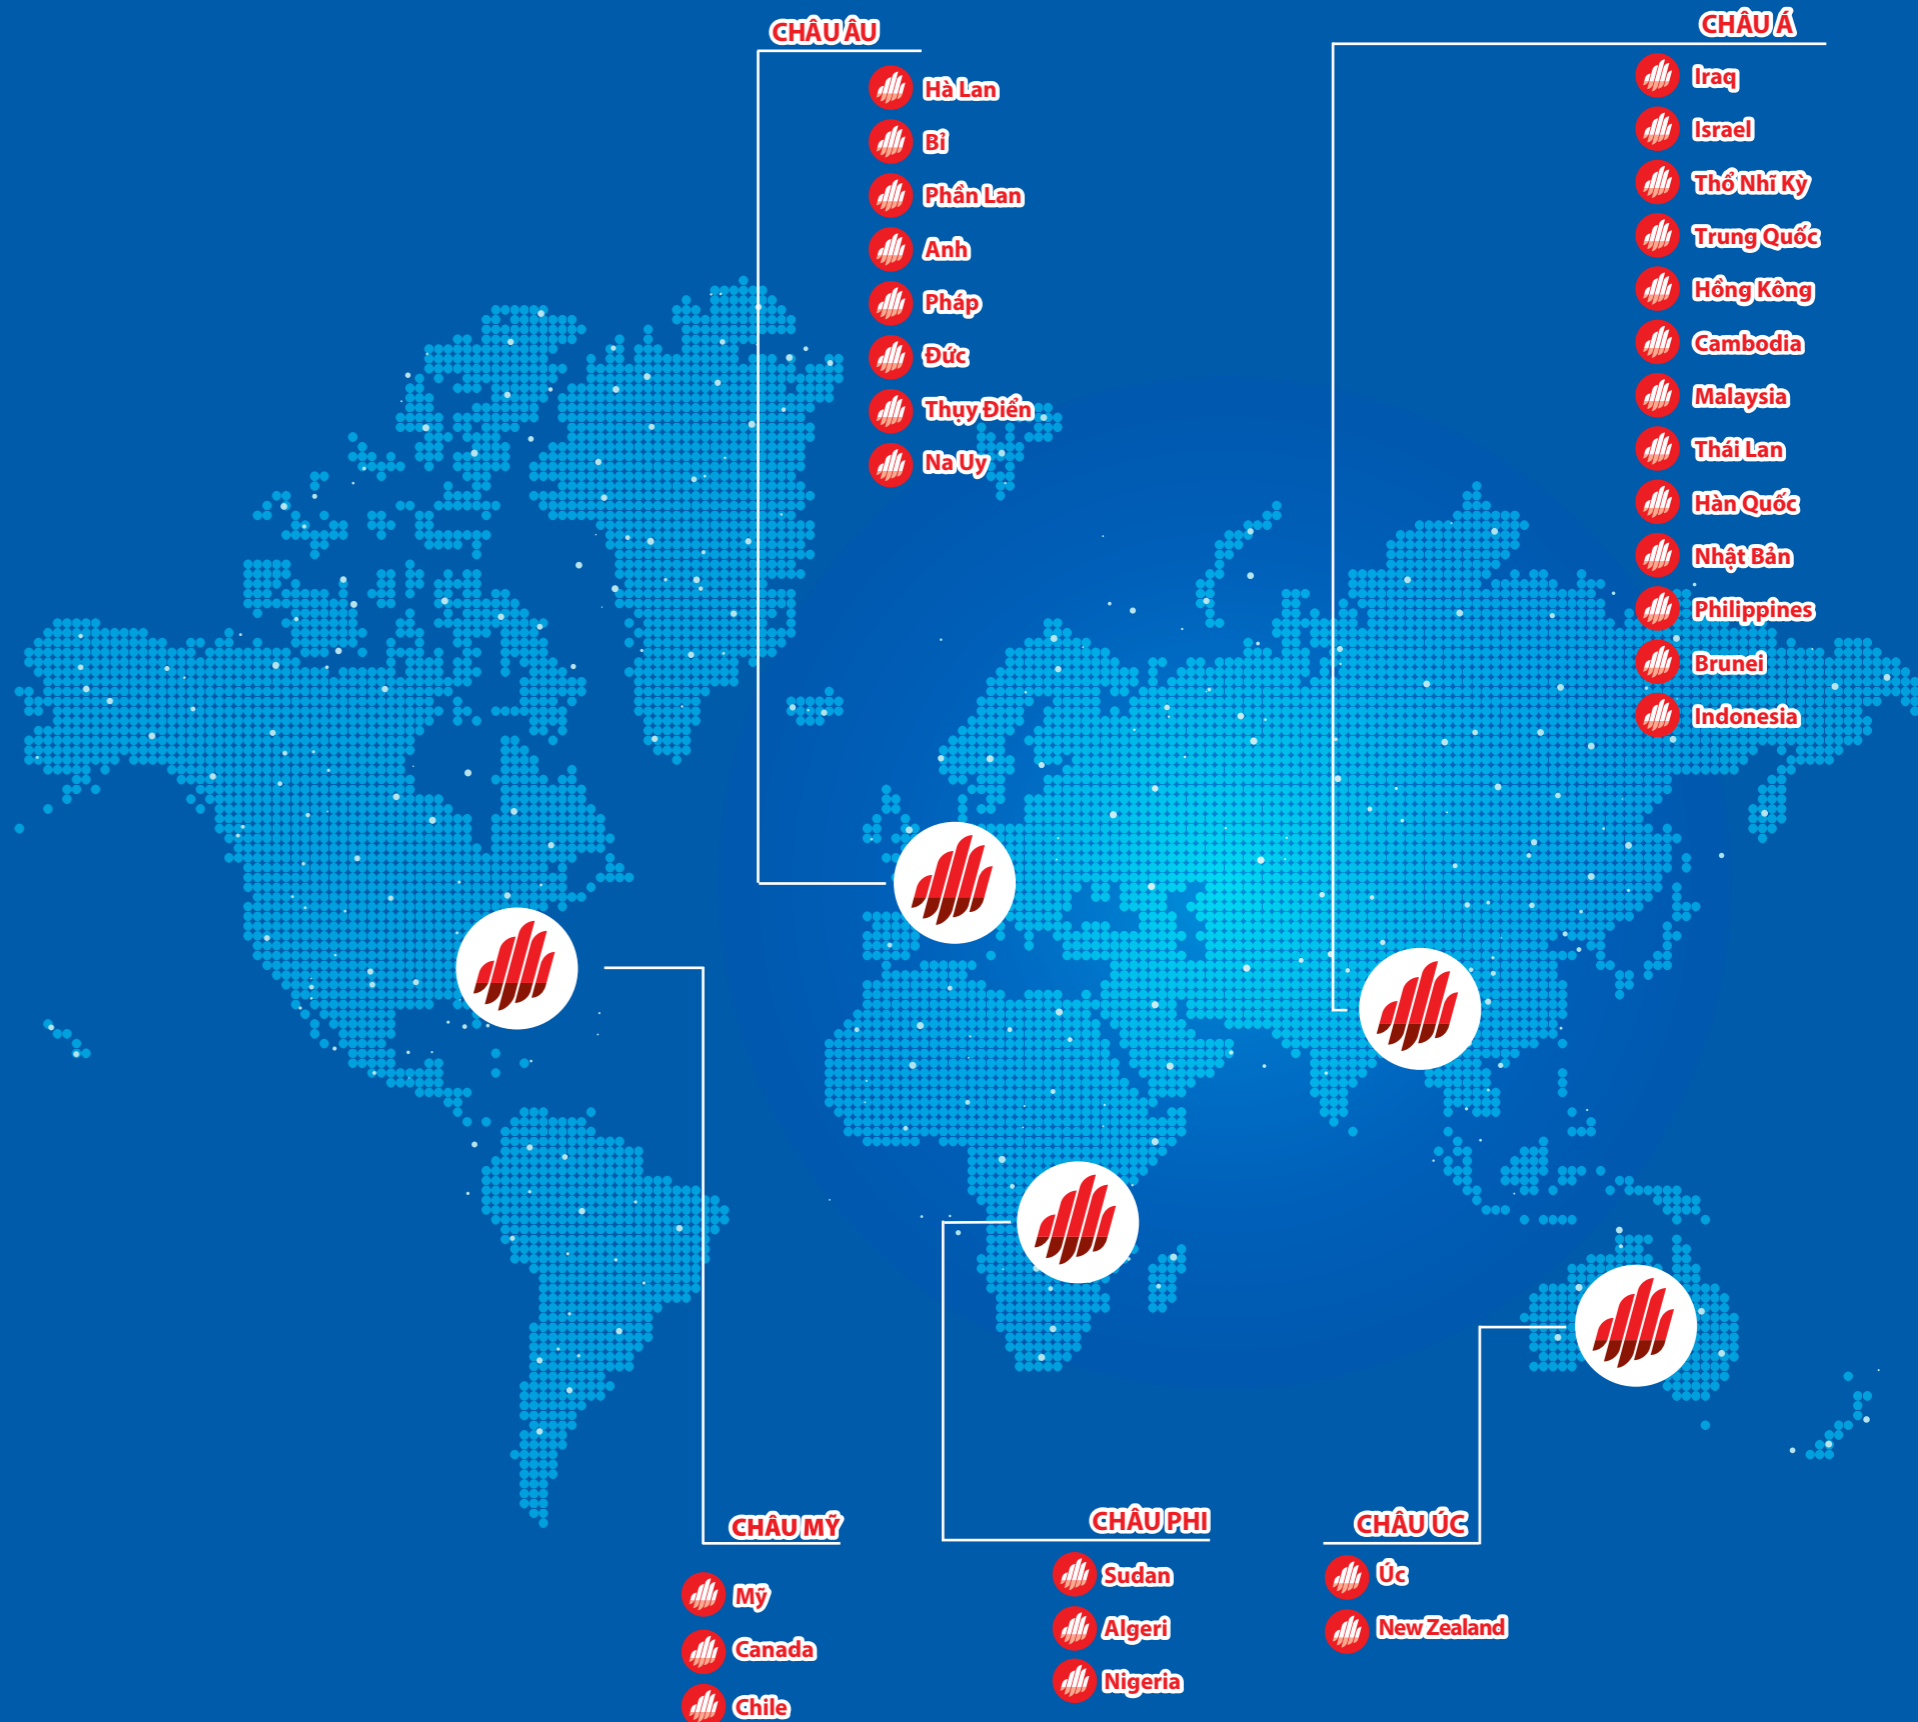 CHÂU ÂU
Hà Lan
Bỉ
Phần Lan
Anh
Pháp
Đức
Thụy Điển
Na Uy
CHÂU Á
Iraq
Israel
Thổ Nhĩ Kỳ
Trung Quốc
Hồng Kông
Cambodia
Malaysia
Thái Lan
Hàn Quốc
Nhật Bản
Philippines
Brunei
Indonesia
CHÂU MỸ
Mỹ
Canada
Chile
CHÂU PHI
Sudan
Algeri
Nigeria
CHÂU ÚC
Úc
New Zealand